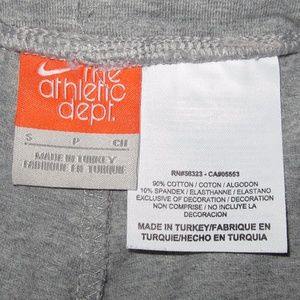 the
athletic
dept.
S P CH
MADE IN TURKEY
FABRIQUE EN TURQUIE
RN#56323 - CA#05553
90% COTTON / COTON / ALGODON
10% SPANDEX / ELASTHANNE / ELASTANO
EXCLUSIVE OF DECORATION / DECORATION
NON COMPRISE / NO INCLUYE LA
DECORACION
MADE IN TURKEY/FABRIQUE EN
TURQUIE/HECHO EN TURQUIA